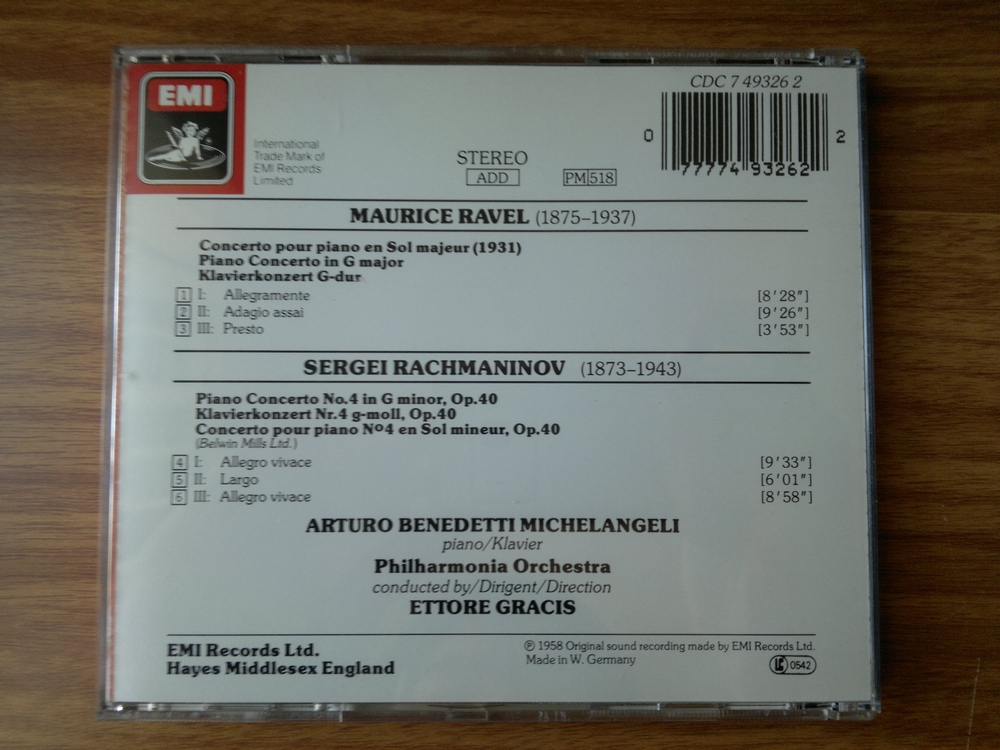 EMI
International
Trade Mark of
EMI Records
Limited
STEREO
ADD PM 518
CDC 7 49326 2
0 77774 93262 2
MAURICE RAVEL (1875–1937)
Concerto pour piano en Sol majeur (1931)
Piano Concerto in G major
Klavierkonzert G-dur
1 I: Allegramente [8'28"]
2 II: Adagio assai [9'26"]
3 III: Presto [3'53"]
SERGEI RACHMANINOV (1873–1943)
Piano Concerto No.4 in G minor, Op.40
Klavierkonzert Nr.4 g-moll, Op.40
Concerto pour piano Nº4 en Sol mineur, Op.40
(Belwin Mills Ltd.)
4 I: Allegro vivace [9'33"]
5 II: Largo [6'01"]
6 III: Allegro vivace [8'58"]
ARTURO BENEDETTI MICHELANGELI
piano/Klavier
Philharmonia Orchestra
conducted by/Dirigent/Direction
ETTORE GRACIS
EMI Records Ltd.
Hayes Middlesex England
℗ 1958 Original sound recording made by EMI Records Ltd.
Made in W. Germany
LC 0542